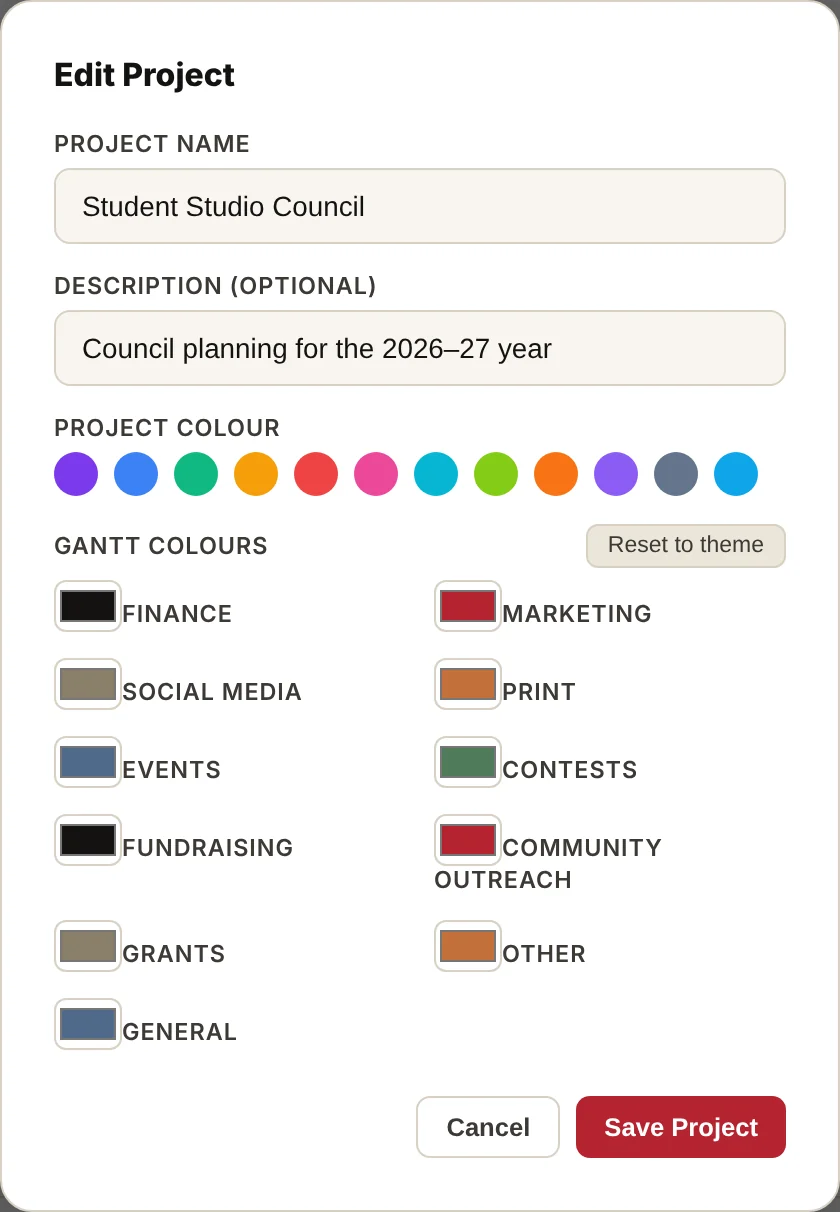 Edit Project
PROJECT NAME
Student Studio Council
DESCRIPTION (OPTIONAL)
Council planning for the 2026–27 year
PROJECT COLOUR
GANTT COLOURS
Reset to theme
FINANCE
MARKETING
SOCIAL MEDIA
PRINT
EVENTS
CONTESTS
FUNDRAISING
COMMUNITY
OUTREACH
GRANTS
OTHER
GENERAL
Cancel
Save Project